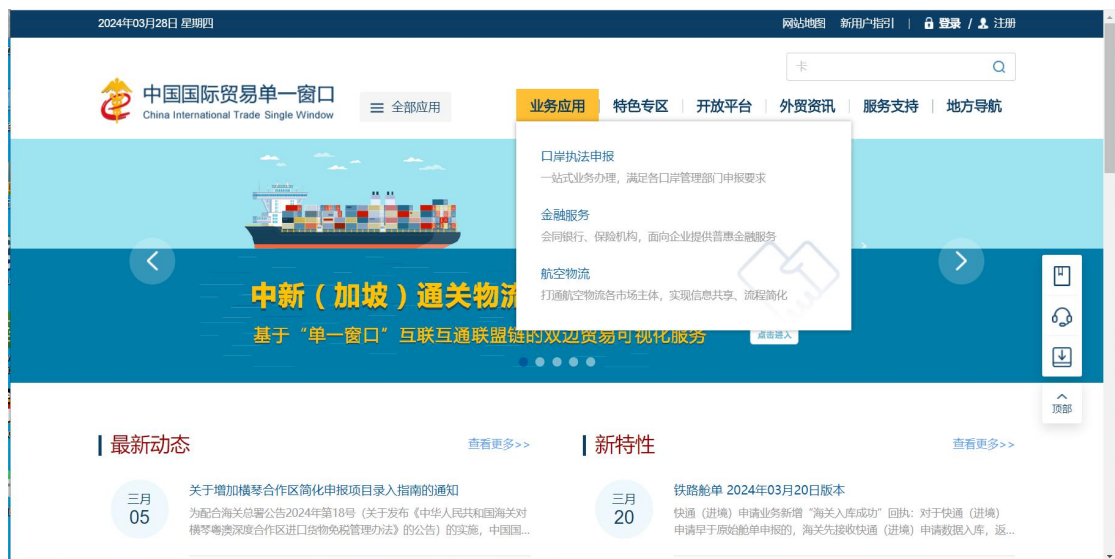 2024年03月28日 星期四
网站地图 新用户指引 | 登录 / 注册
卡
中国国际贸易单一窗口
China International Trade Single Window
全部应用
业务应用 特色专区 开放平台 外贸资讯 服务支持 地方导航
口岸执法申报
一站式业务办理，满足各口岸管理部门申报要求
金融服务
会同银行、保险机构，面向企业提供普惠金融服务
航空物流
打通航空物流各市场主体，实现信息共享、流程简化
中新（加坡）通关物流
基于“单一窗口”互联互通联盟链的双边贸易可视化服务
点击进入
顶部
最新动态
查看更多>>
三月
05
关于增加横琴合作区简化申报项目录入指南的通知
为配合海关总署公告2024年第18号（关于发布《中华人民共和国海关对
横琴粤澳深度合作区进口货物免税管理办法》的公告）的实施，中国国...
新特性
查看更多>>
三月
20
铁路舱单 2024年03月20日版本
快通（进境）申请业务新增“海关入库成功”回执：对于快通（进境）
申请早于原始舱单申报的，海关先接收快通（进境）申请数据入库，返...